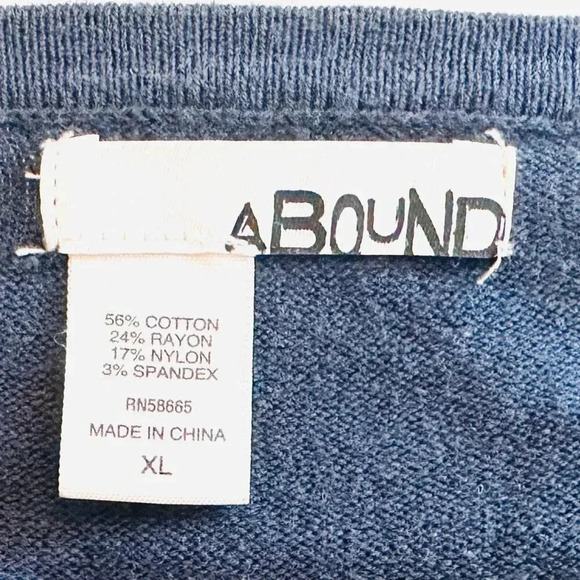 ABOUND
56% COTTON
24% RAYON
17% NYLON
3% SPANDEX
RN58665
MADE IN CHINA
XL